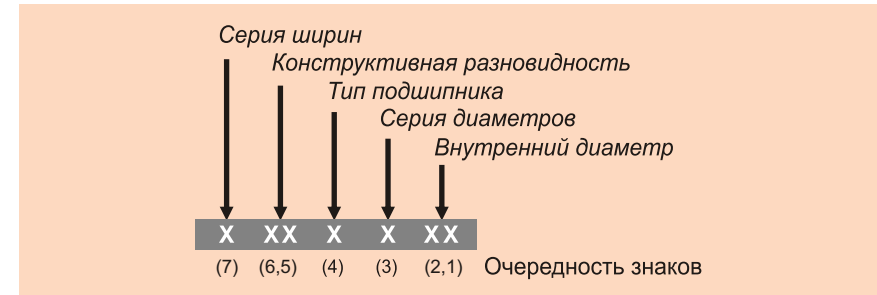 Серия ширин
Конструктивная разновидность
Тип подшипника
Серия диаметров
Внутренний диаметр
X XX X X XX
(7) (6,5) (4) (3) (2,1) Очередность знаков